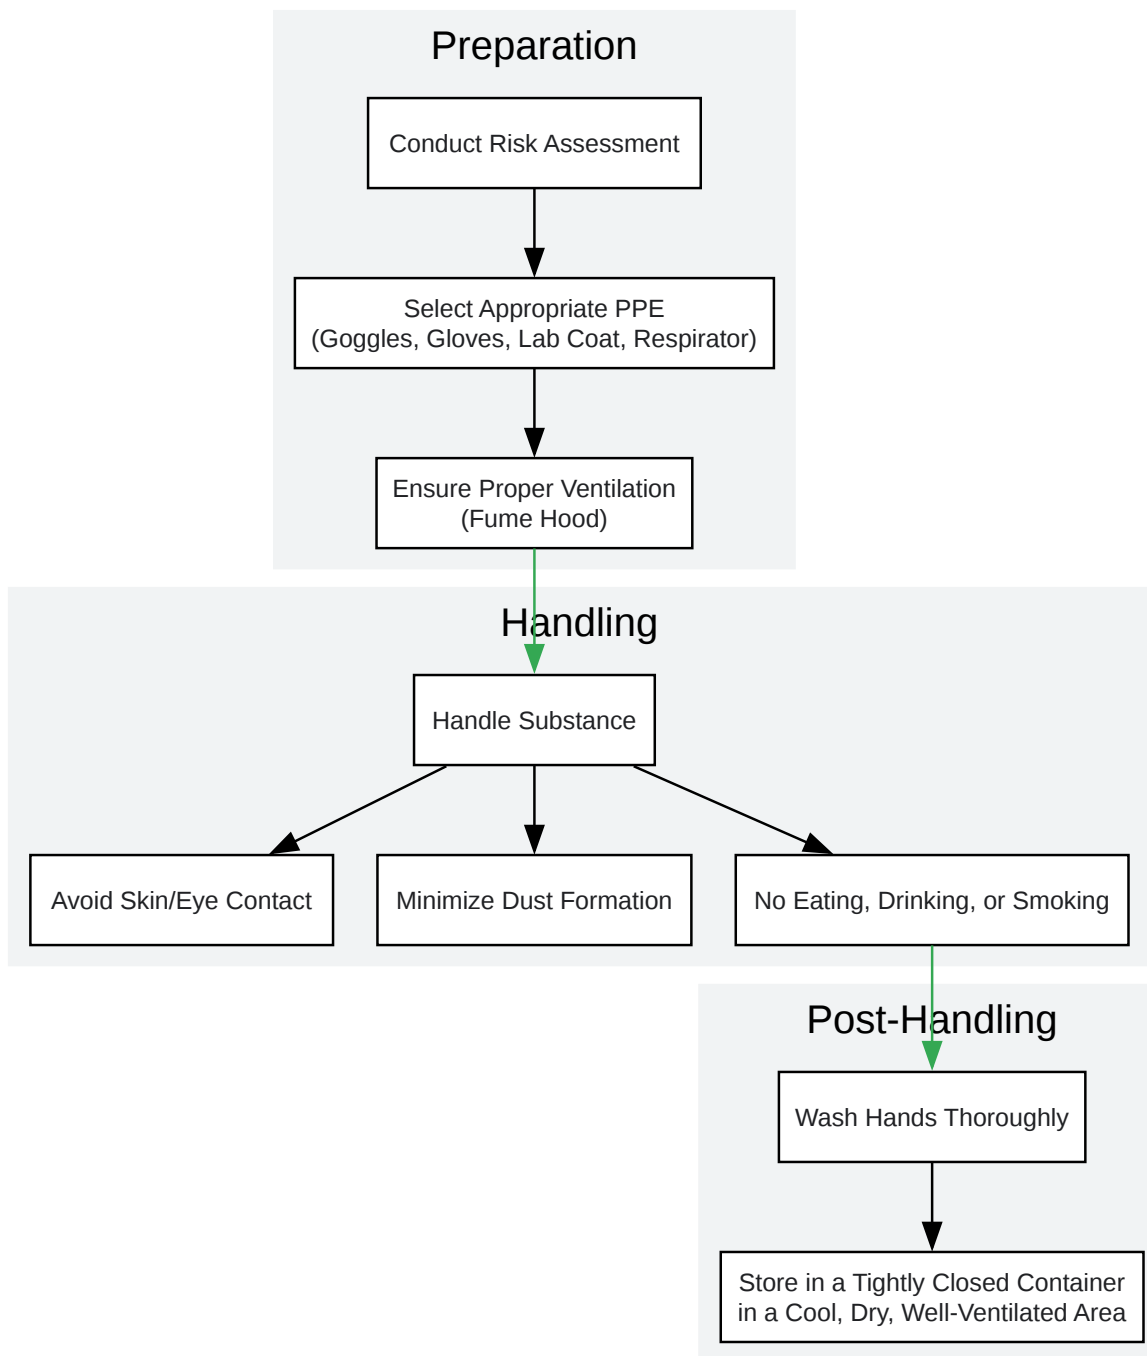 Preparation
Conduct Risk Assessment
Select Appropriate PPE
(Goggles, Gloves, Lab Coat, Respirator)
Ensure Proper Ventilation
(Fume Hood)
Handling
Handle Substance
Avoid Skin/Eye Contact
Minimize Dust Formation
No Eating, Drinking, or Smoking
Post-Handling
Wash Hands Thoroughly
Store in a Tightly Closed Container
in a Cool, Dry, Well-Ventilated Area